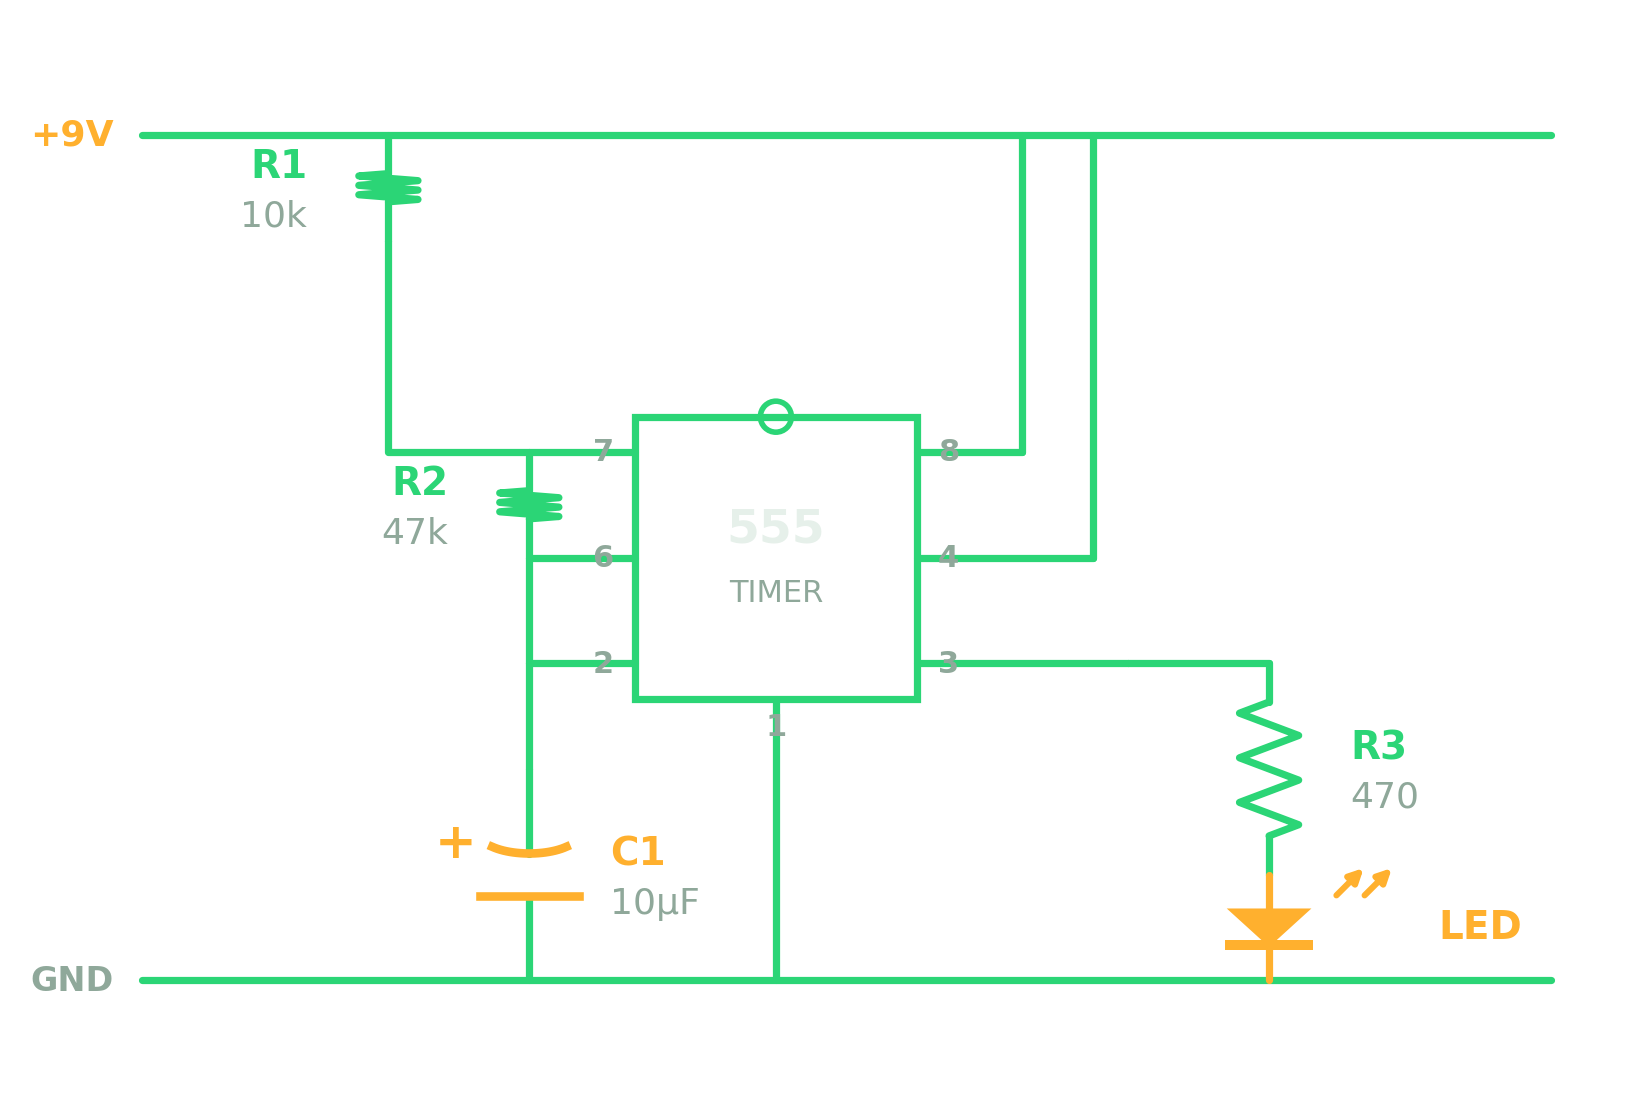 +9V
R1
10k
7
8
R2
47k
555
6
4
TIMER
2
3
1
R3
470
+
C1
10µF
LED
GND